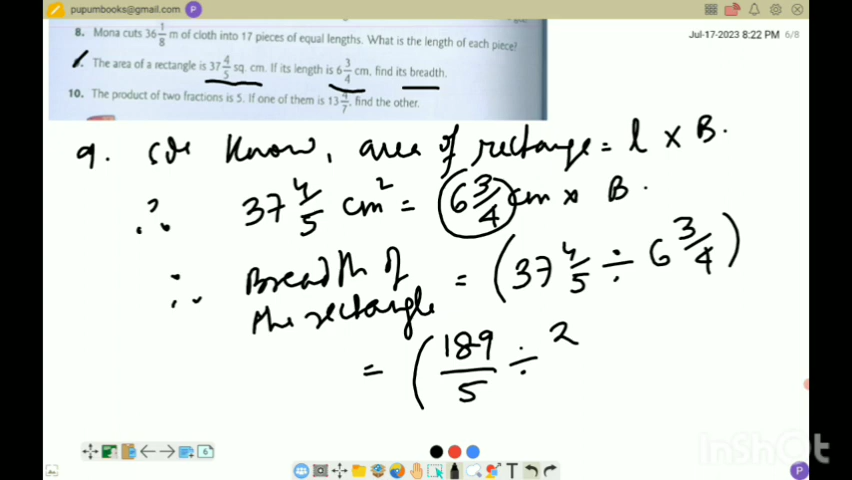 pupumbooks@gmail.com P
Jul-17-2023 8:22 PM 6/8
8. Mona cuts 36 1/8 m of cloth into 17 pieces of equal lengths. What is the length of each piece?
The area of a rectangle is 37 4/5 sq. cm. If its length is 6 3/4 cm, find its breadth.
10. The product of two fractions is 5. If one of them is 13 4/7, find the other.
9. We know, area of rectange = l × B.
∴ 37 4/5 cm² = 6 3/4 cm × B.
∴ Breadth of the rectangle = (37 4/5 ÷ 6 3/4)
= (189/5 ÷ 2
InShOt
6
T
P